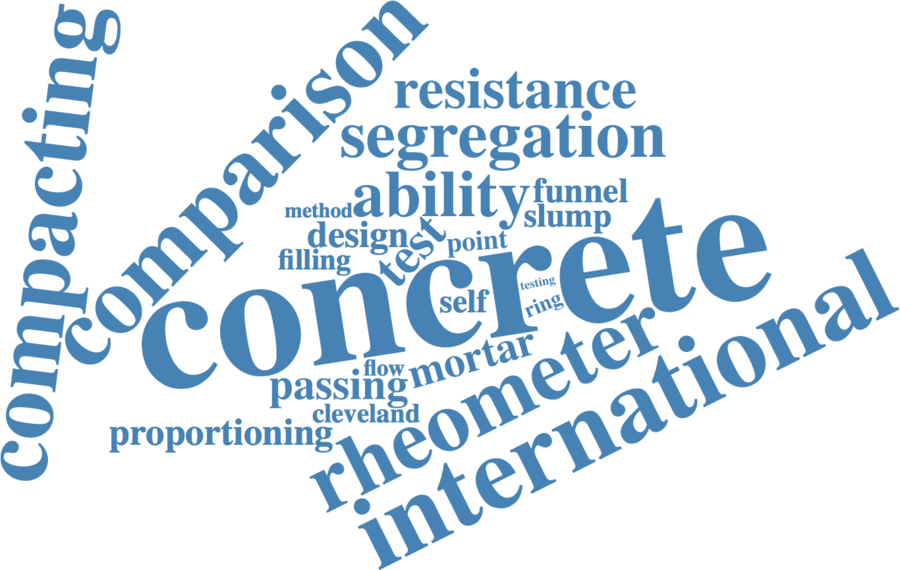 compacting
comparison
resistance
segregation
ability
funnel
method
slump
design
test
point
filling
concrete
self
testing
ring
flow
mortar
passing
rheometer
cleveland
proportioning
international